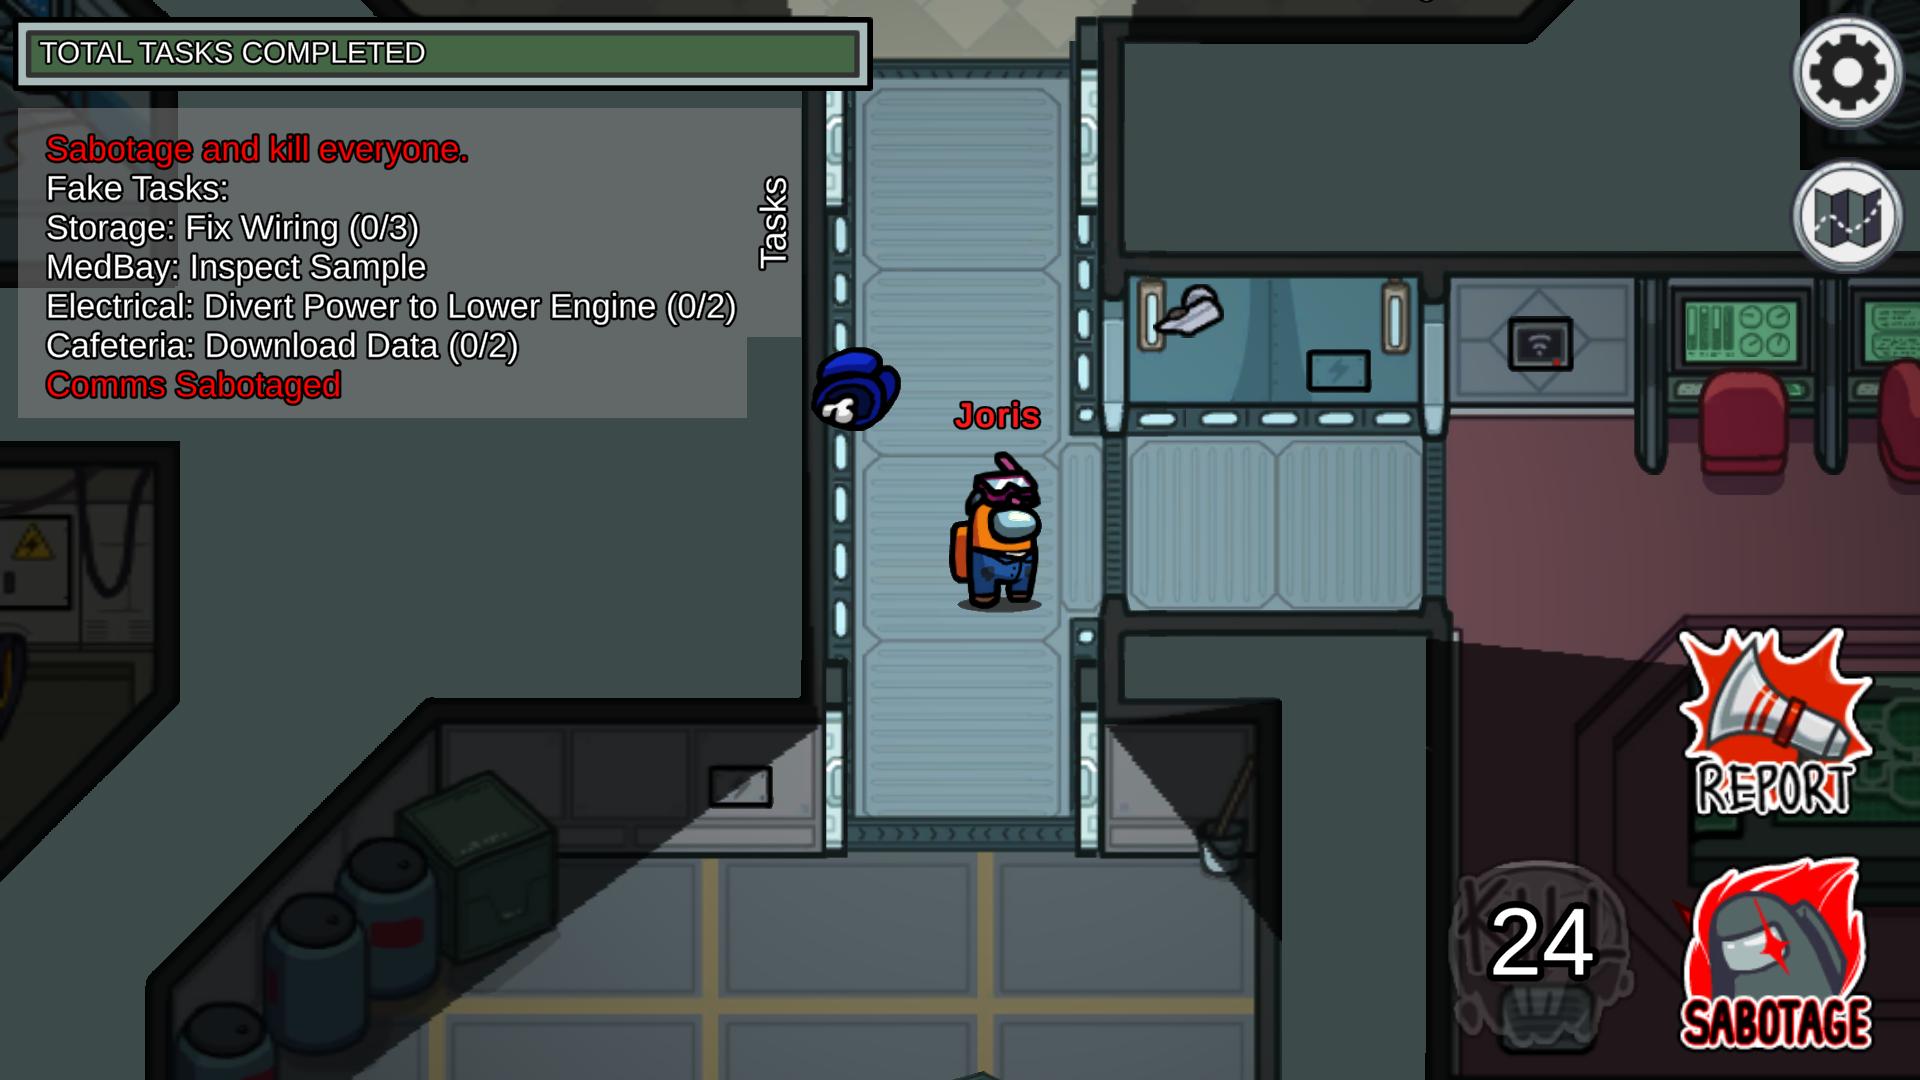 TOTAL TASKS COMPLETED
Sabotage and kill everyone.
Fake Tasks:
Storage: Fix Wiring (0/3)
MedBay: Inspect Sample
Electrical: Divert Power to Lower Engine (0/2)
Cafeteria: Download Data (0/2)
Comms Sabotaged
Tasks
Joris
REPORT
KILL
24
SABOTAGE